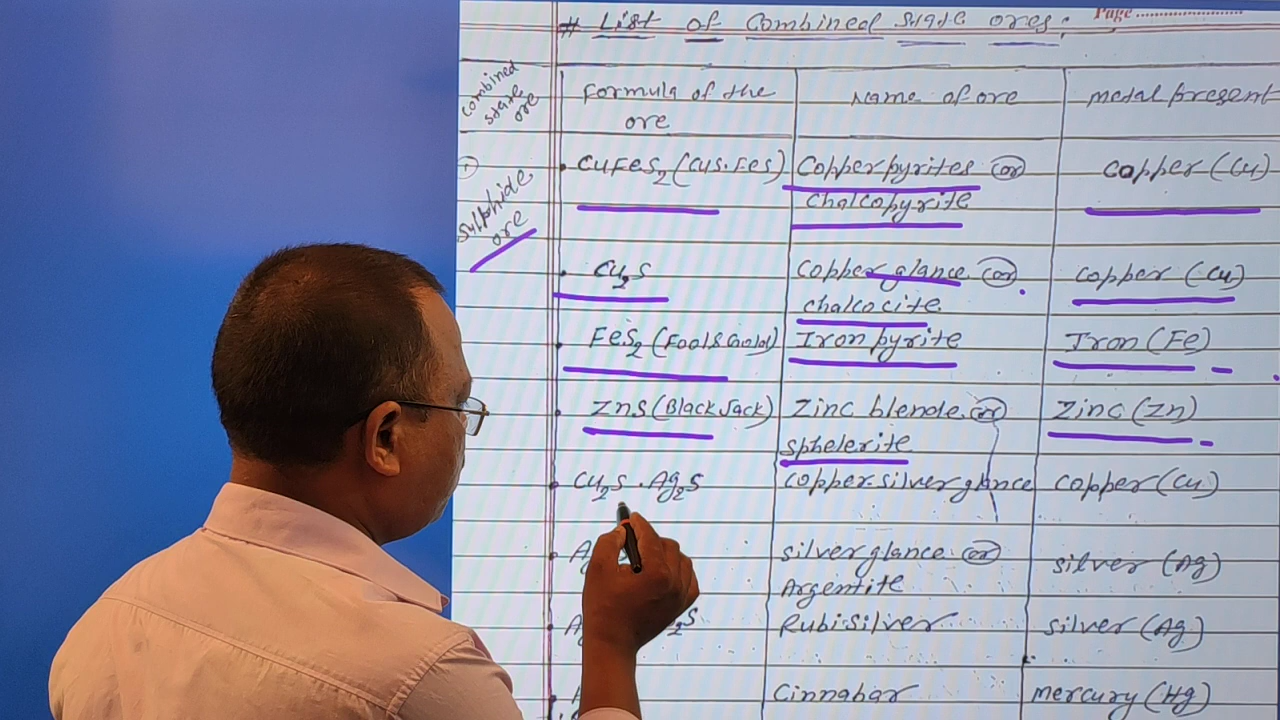 Page
# List of Combined state ores:
Combined state ore
Formula of the ore
Name of ore
Metal present
① Sulphide ore
CuFeS₂ (CuS.FeS)
Copper pyrites or Chalcopyrite
Copper (Cu)
Cu₂S
Copper glance or Chalcocite.
Copper (Cu)
FeS₂ (Fool&Gold)
Iron pyrite
Iron (Fe)
ZnS (Black Jack)
Zinc blende. or Sphelerite
Zinc (Zn)
Cu₂S . Ag₂S
Copper silver glance
Copper (Cu)
silver glance or Argentite
silver (Ag)
₂S
Rubi silver
silver (Ag)
Cinnabar
mercury (Hg)